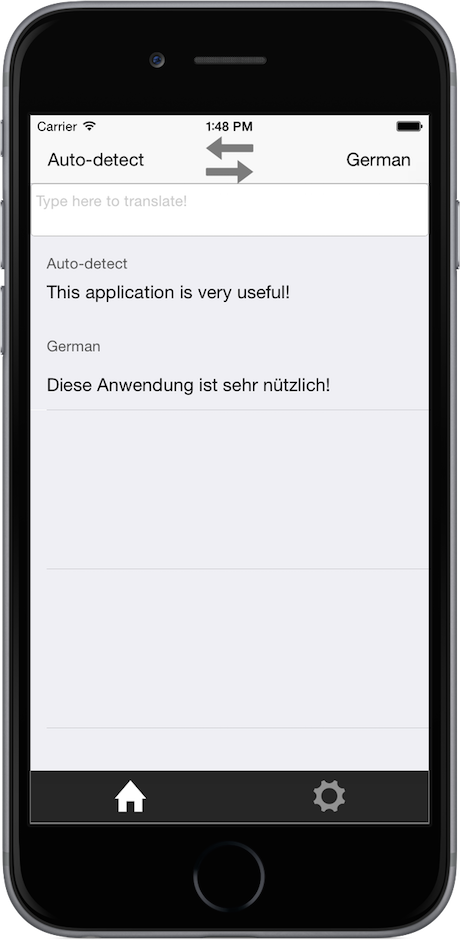 Carrier 1:48 PM
Auto-detect German
Type here to translate!
Auto-detect
This application is very useful!
German
Diese Anwendung ist sehr nützlich!